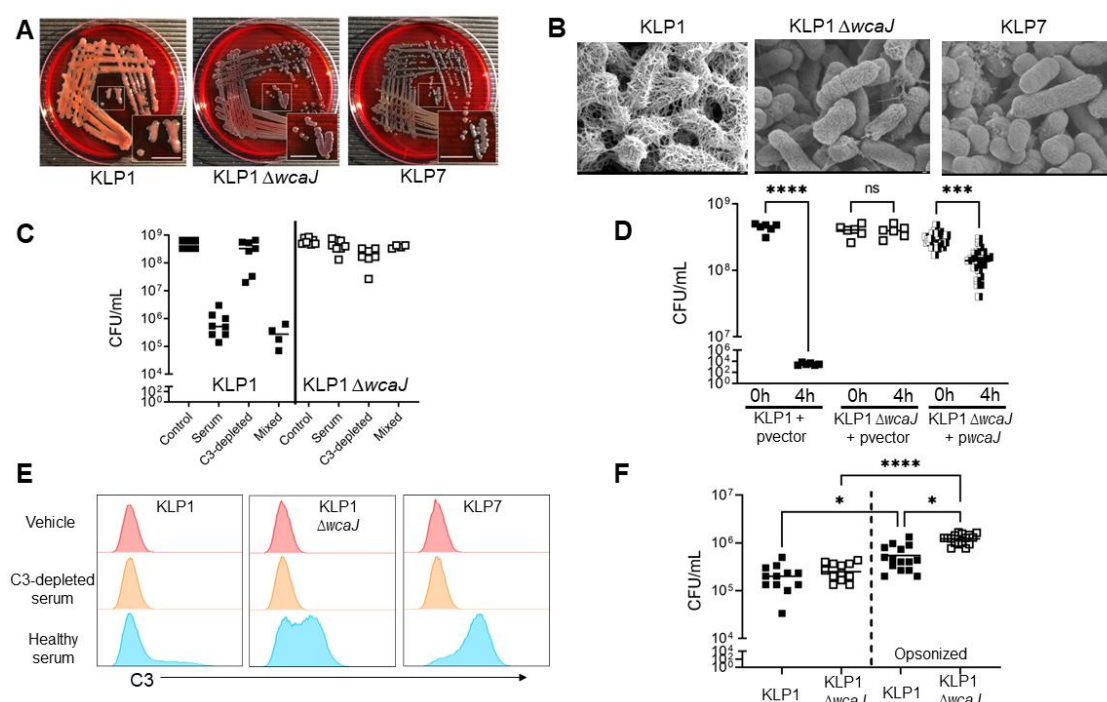 A
KLP1
KLP1 ΔwcaJ
KLP7
B
KLP1
KLP1 ΔwcaJ
KLP7
C
CFU/mL
10⁹
10⁸
10⁷
10⁶
10⁵
10⁴
10²
10⁰
KLP1
KLP1 ΔwcaJ
Control
Serum
C3-depleted
Mixed
Control
Serum
C3-depleted
Mixed
D
CFU/mL
10⁹
10⁸
10⁷
10⁶
10⁴
10²
10⁰
****
ns
***
0h 4h 0h 4h 0h 4h
KLP1 +
pvector
KLP1 ΔwcaJ
+ pvector
KLP1 ΔwcaJ
+ pwcaJ
E
KLP1
KLP1
ΔwcaJ
KLP7
Vehicle
C3-depleted
serum
Healthy
serum
C3
F
CFU/mL
10⁷
10⁶
10⁵
10⁴
10²
10⁰
****
*
*
Opsonized
KLP1
KLP1
ΔwcaJ
KLP1
KLP1
ΔwcaJ